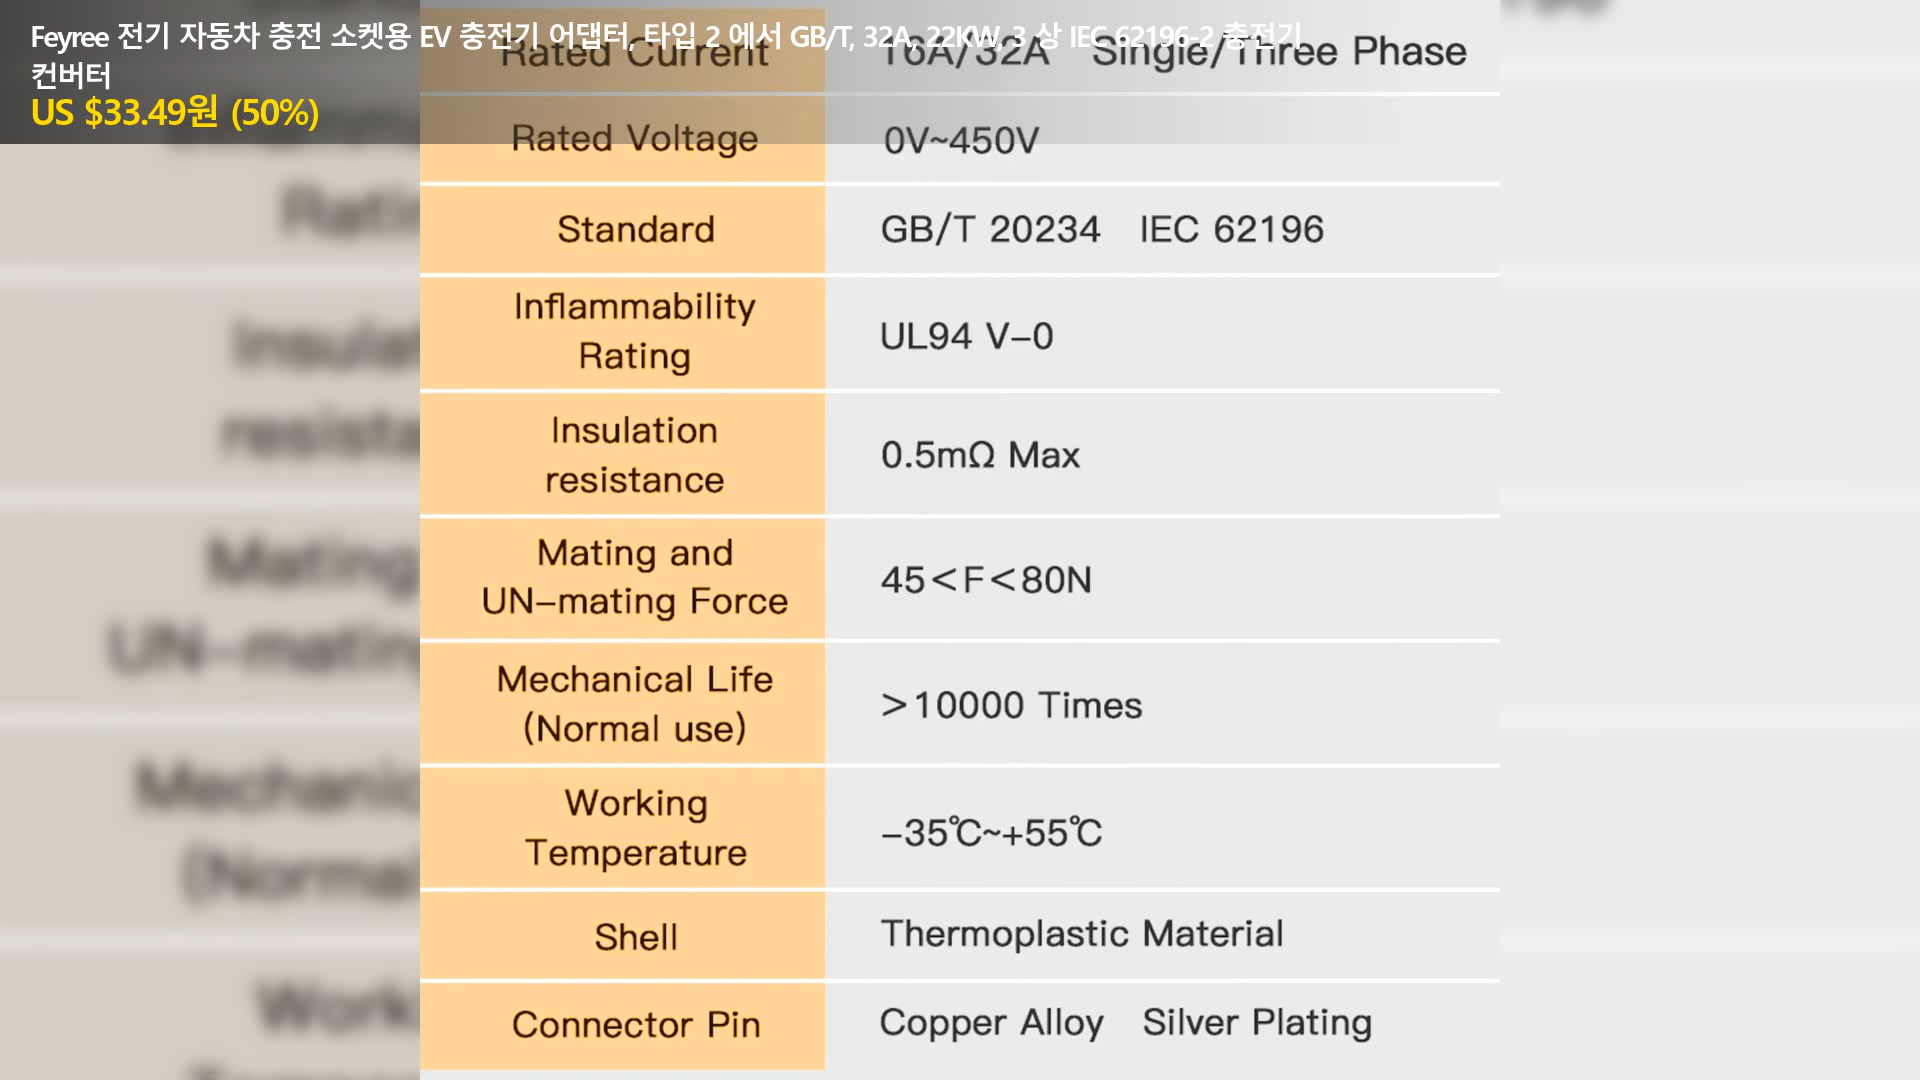 Feyree 전기 자동차 충전 소켓용 EV 충전기 어댑터, 타입 2 에서 GB/T, 32A, 22KW, 3 상 IEC 62196-2 충전기
컨버터
US $33.49원 (50%)
Rated Current 16A/32A Single/Three Phase
Rated Voltage 0V~450V
Standard GB/T 20234 IEC 62196
Inflammability
Rating
UL94 V-0
Insulation
resistance
0.5mΩ Max
Mating and
UN-mating Force
45<F<80N
Mechanical Life
(Normal use)
>10000 Times
Working
Temperature
-35℃~+55℃
Shell Thermoplastic Material
Connector Pin Copper Alloy Silver Plating